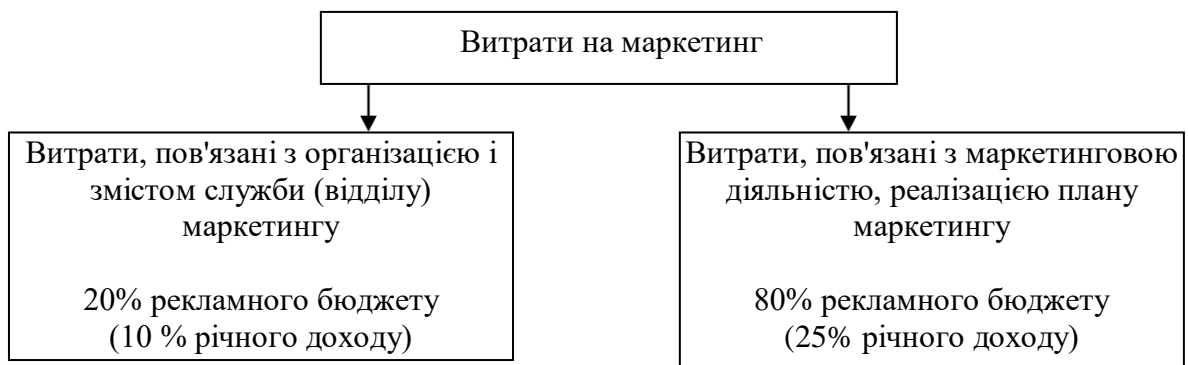 Витрати на маркетинг
Витрати, пов'язані з організацією і
змістом служби (відділу)
маркетингу
20% рекламного бюджету
(10 % річного доходу)
Витрати, пов'язані з маркетинговою
діяльністю, реалізацією плану
маркетингу
80% рекламного бюджету
(25% річного доходу)